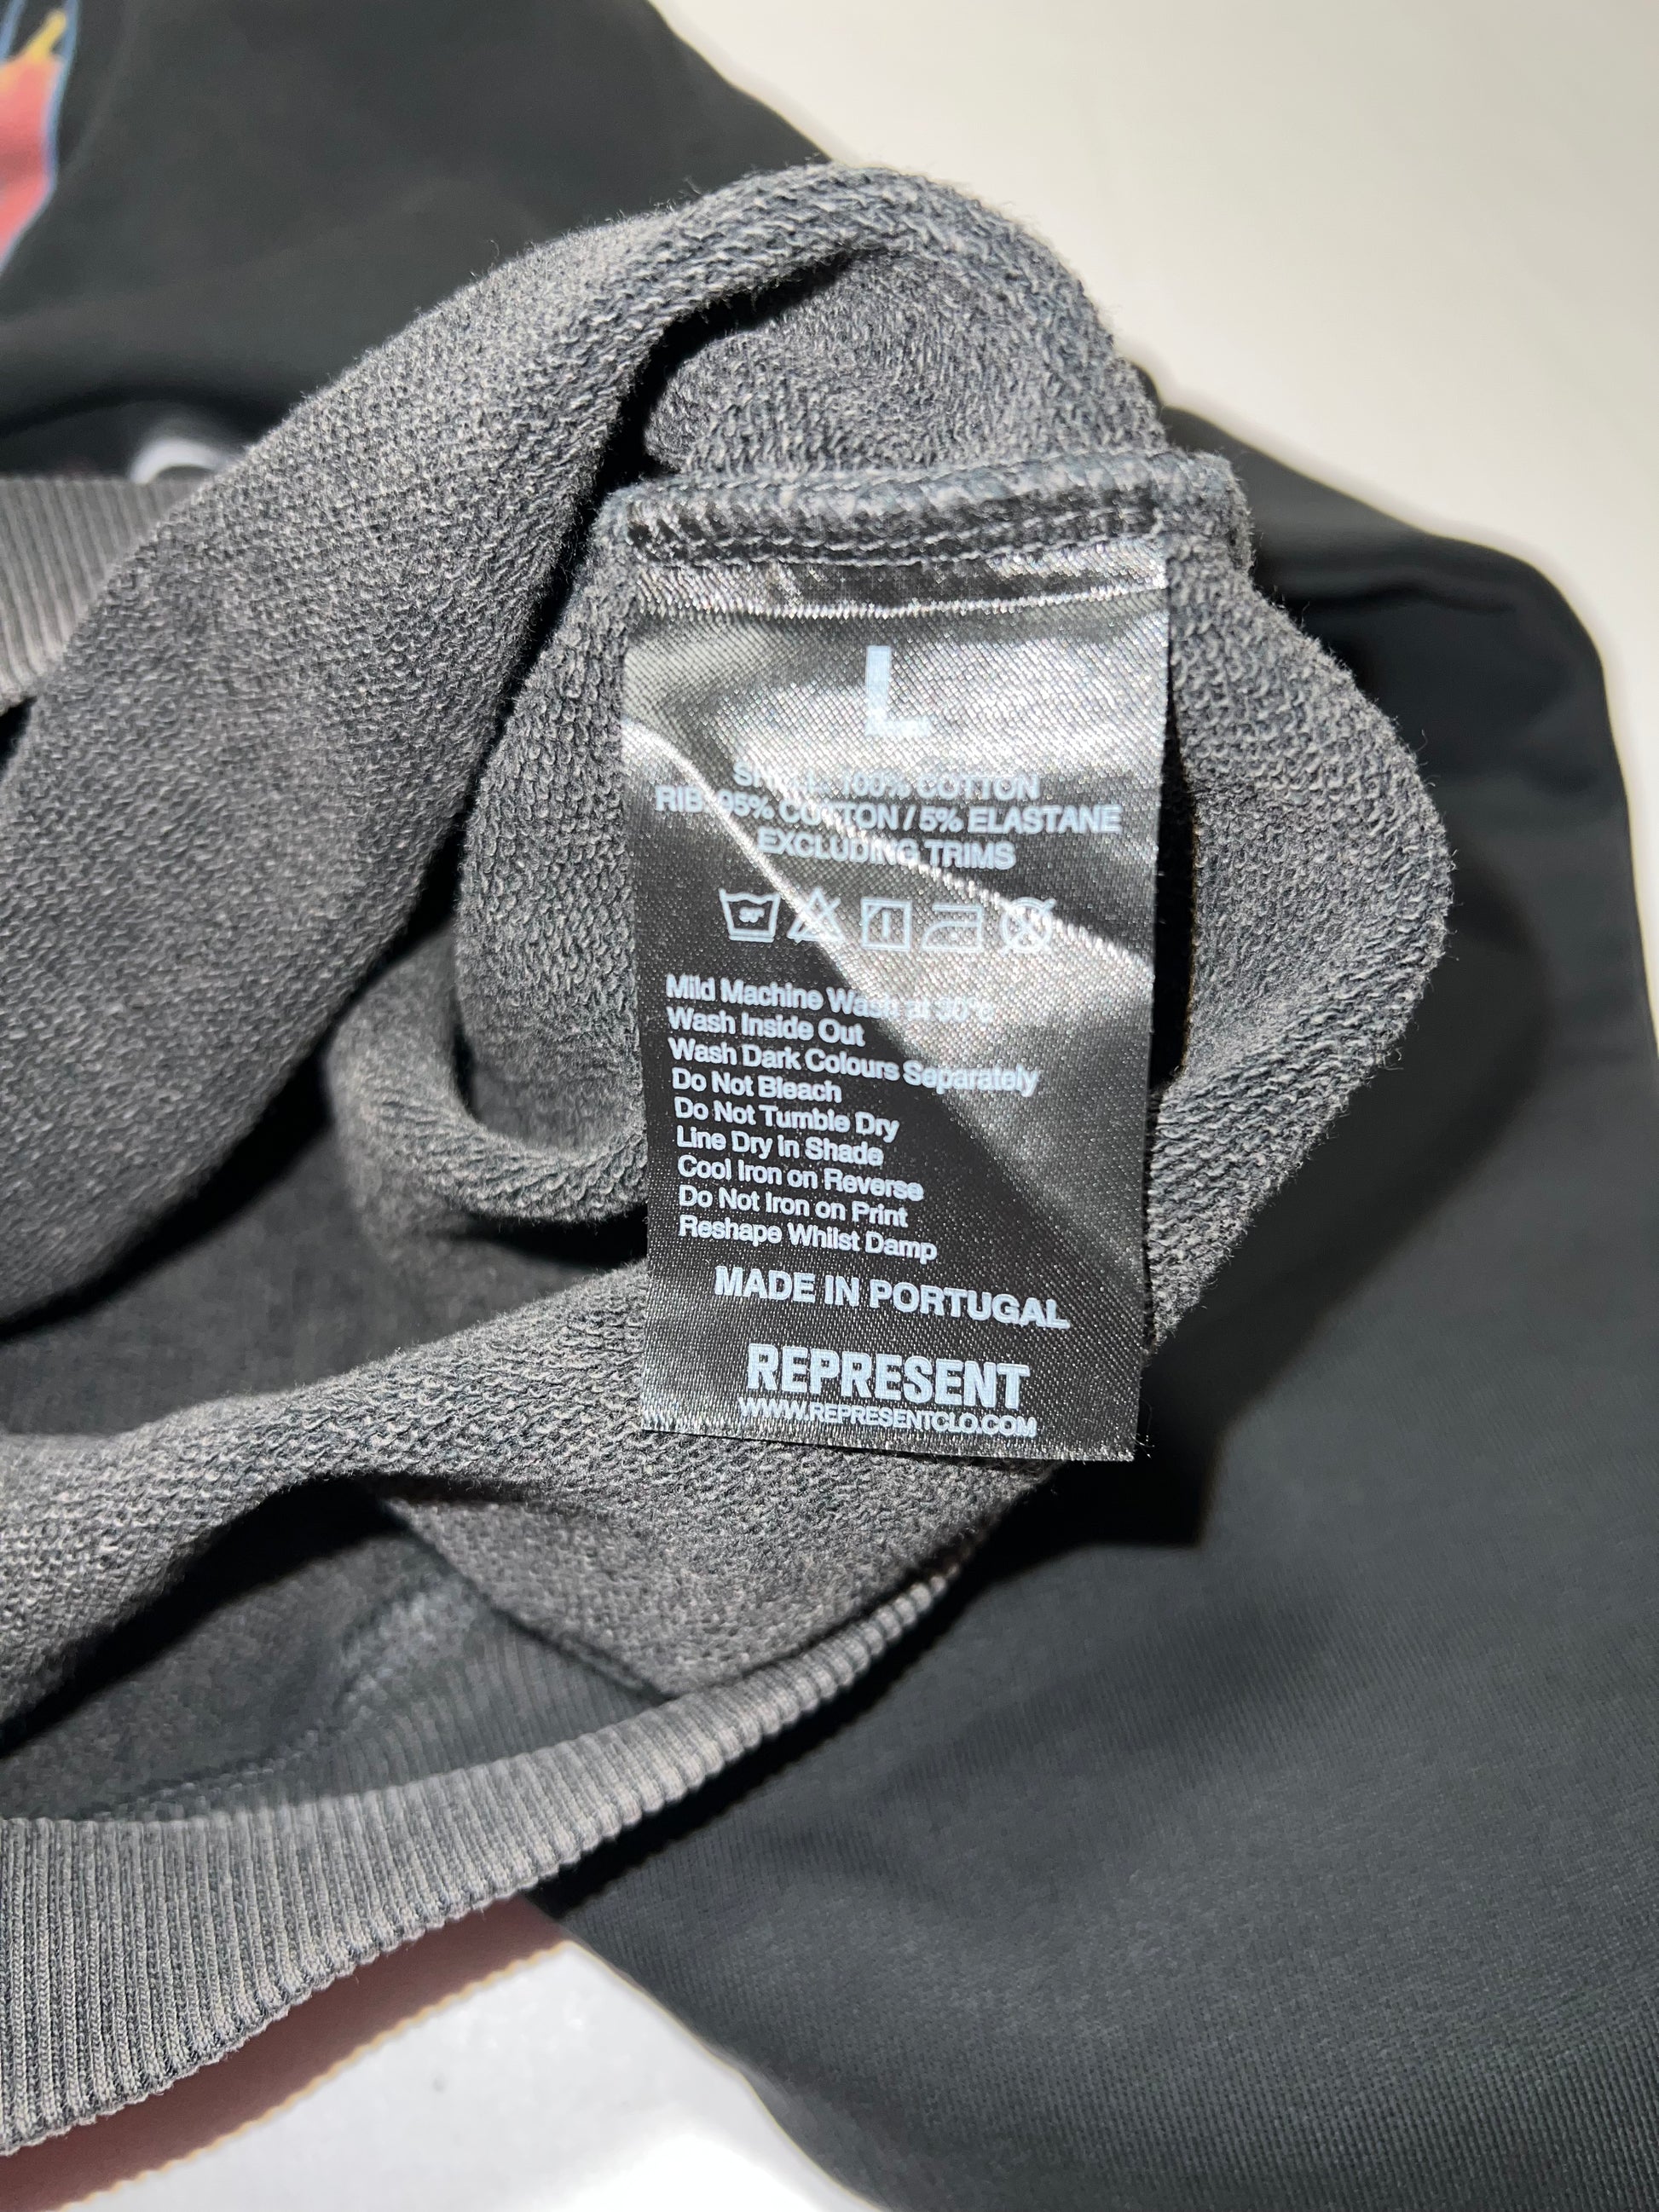 L
SHELL: 100% COTTON
RIB: 95% COTTON / 5% ELASTANE
EXCLUDING TRIMS
30°
Mild Machine Wash at 30°c
Wash Inside Out
Wash Dark Colours Separately
Do Not Bleach
Do Not Tumble Dry
Line Dry in Shade
Cool Iron on Reverse
Do Not Iron on Print
Reshape Whilst Damp
MADE IN PORTUGAL
REPRESENT
WWW.REPRESENTCLO.COM